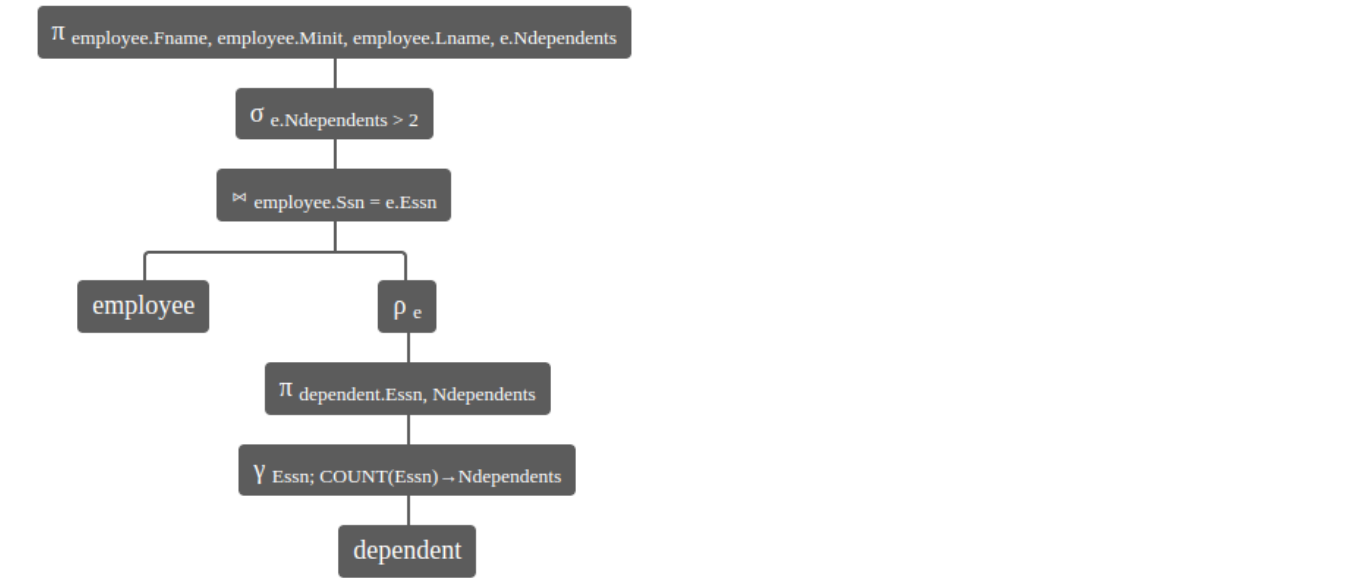 π employee.Fname, employee.Minit, employee.Lname, e.Ndependents
σ e.Ndependents > 2
⋈ employee.Ssn = e.Essn
employee
ρ e
π dependent.Essn, Ndependents
γ Essn; COUNT(Essn)→Ndependents
dependent